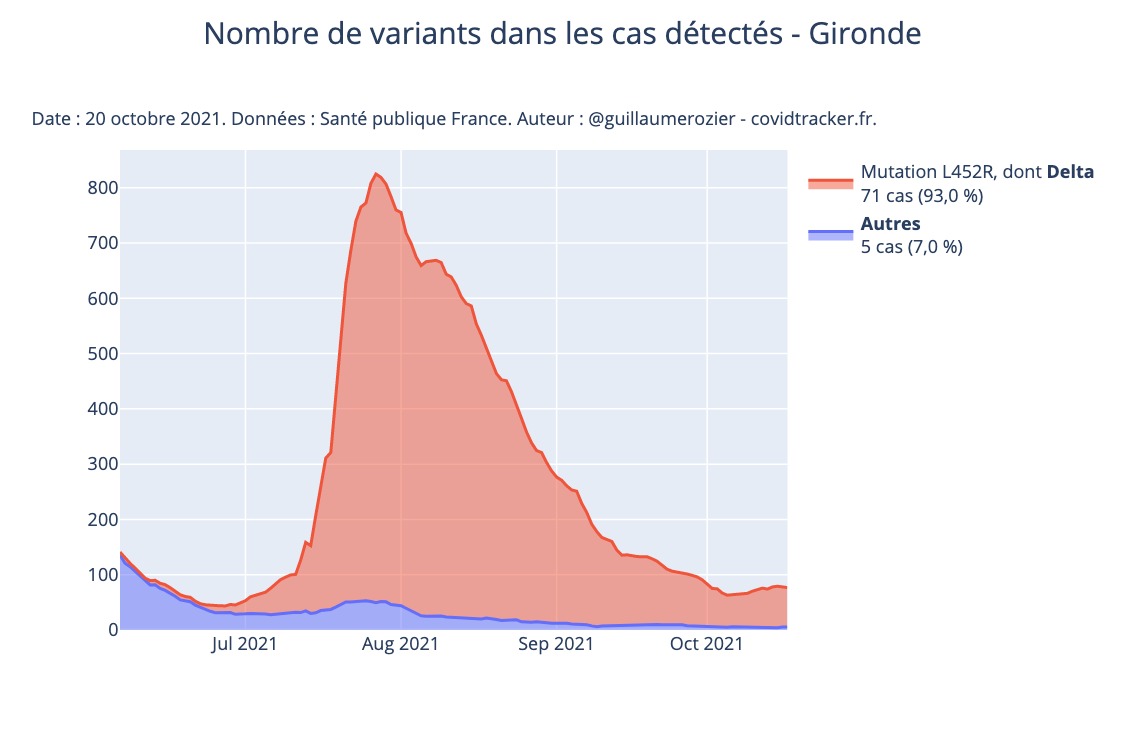 Nombre de variants dans les cas détectés - Gironde
Date : 20 octobre 2021. Données : Santé publique France. Auteur : @guillaumerozier - covidtracker.fr.
Mutation L452R, dont Delta
71 cas (93,0 %)
Autres
5 cas (7,0 %)
800
700
600
500
400
300
200
100
0
Jul 2021 Aug 2021 Sep 2021 Oct 2021